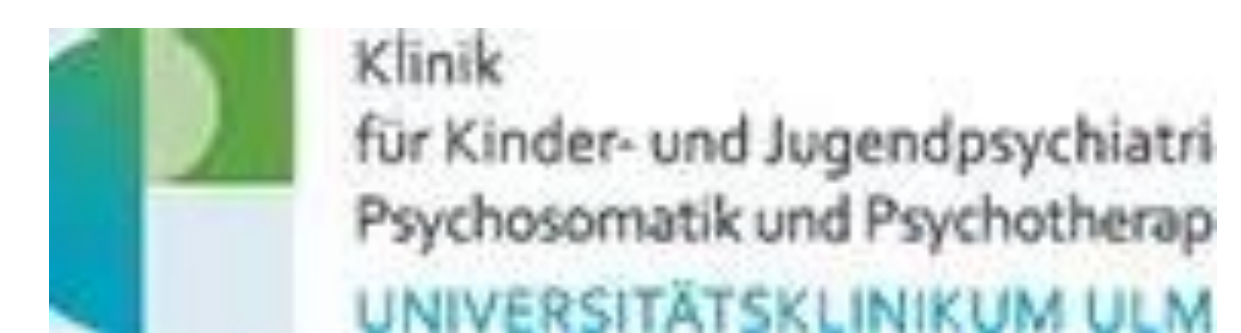 Klinik
für Kinder- und Jugendpsychiatri
Psychosomatik und Psychotherap
UNIVERSITÄTSKLINIKUM ULM